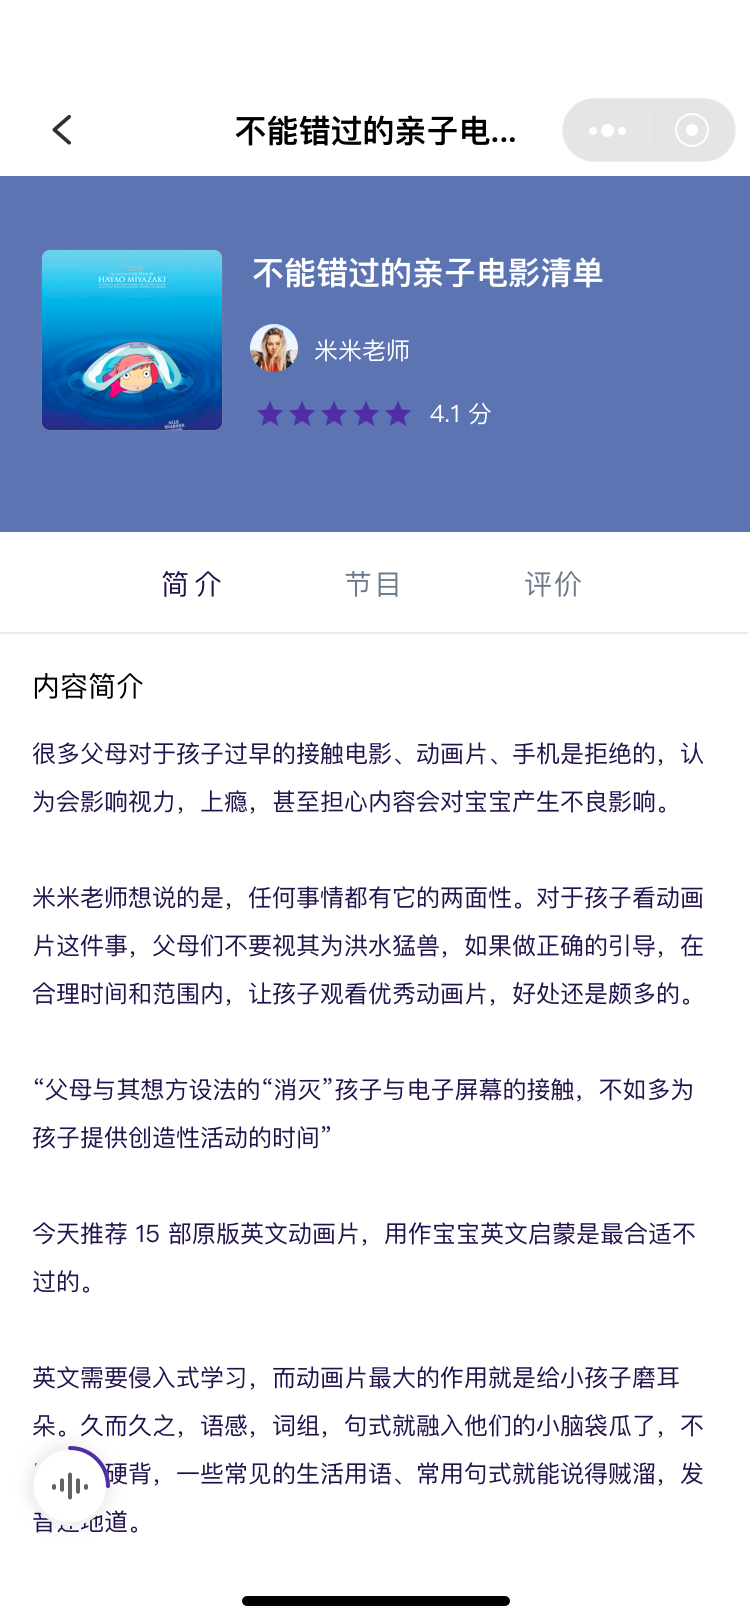 不能错过的亲子电...
HAYAO MIYAZAKI
不能错过的亲子电影清单
米米老师
4.1 分
简介
节目
评价
内容简介
很多父母对于孩子过早的接触电影、动画片、手机是拒绝的，认
为会影响视力，上瘾，甚至担心内容会对宝宝产生不良影响。
米米老师想说的是，任何事情都有它的两面性。对于孩子看动画
片这件事，父母们不要视其为洪水猛兽，如果做正确的引导，在
合理时间和范围内，让孩子观看优秀动画片，好处还是颇多的。
“父母与其想方设法的“消灭”孩子与电子屏幕的接触，不如多为
孩子提供创造性活动的时间”
今天推荐 15 部原版英文动画片，用作宝宝英文启蒙是最合适不
过的。
英文需要侵入式学习，而动画片最大的作用就是给小孩子磨耳
朵。久而久之，语感，词组，句式就融入他们的小脑袋瓜了，不
硬背，一些常见的生活用语、常用句式就能说得贼溜，发
音还地道。